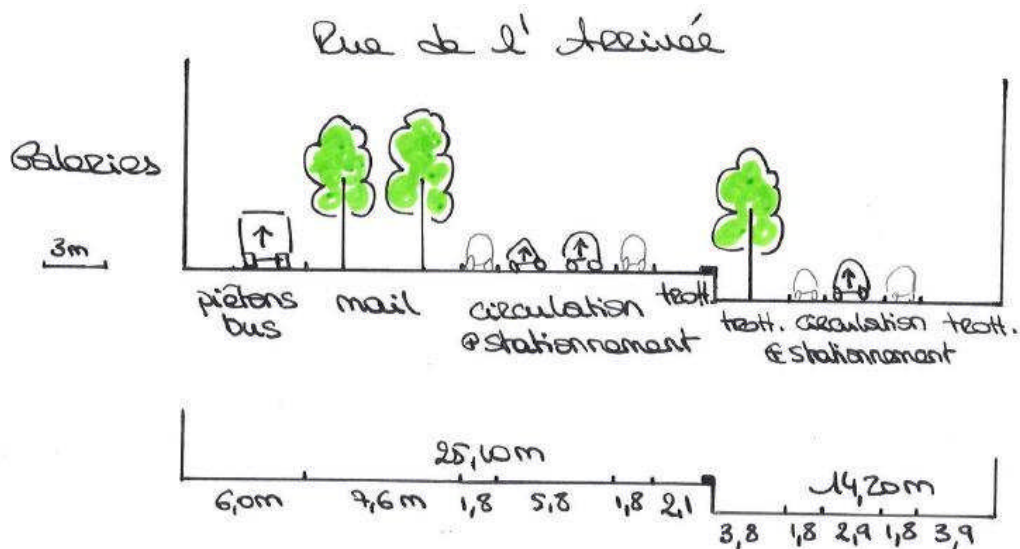 Rue de l'Arrivée
Galeries
3m
piétons
bus
mail
circulation
⊕ stationnement
trott.
trott.
circulation
⊕ stationnement
trott.
25,10m
6,0m 7,6m 1,8 5,8 1,8 2,1
14,20m
3,8 1,8 2,9 1,8 3,9